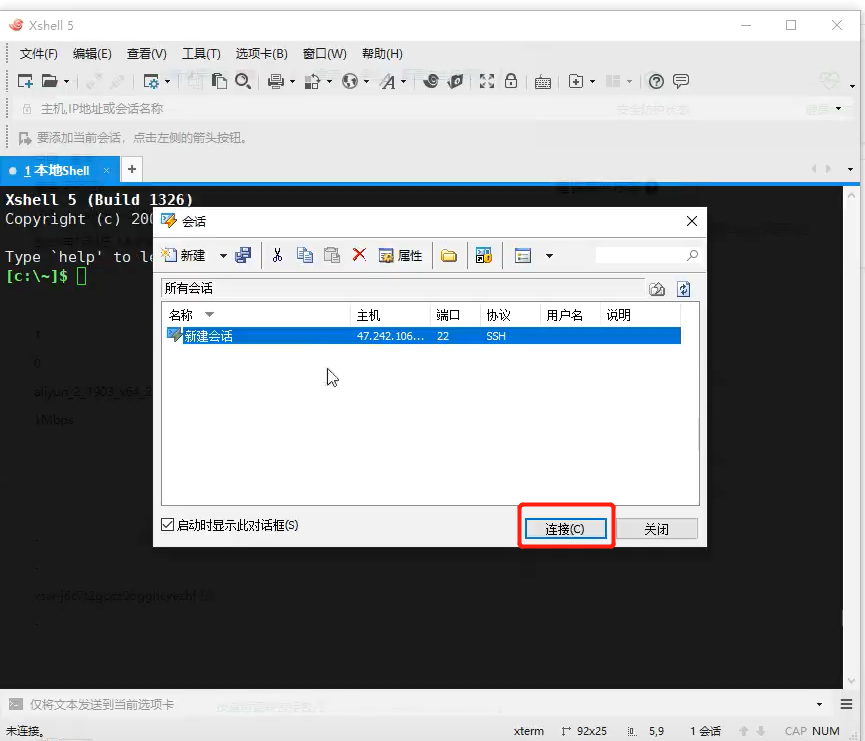 Xshell 5
文件(F) 编辑(E) 查看(V) 工具(T) 选项卡(B) 窗口(W) 帮助(H)
主机,IP地址或会话名称
要添加当前会话，点击左侧的箭头按钮。
1 本地Shell × +
Xshell 5 (Build 1326)
Copyright (c) 200
Type `help' to le
[c:\~]$
会话
新建 属性
所有会话
名称 主机 端口 协议 用户名 说明
新建会话 47.242.106... 22 SSH
启动时显示此对话框(S) 连接(C) 关闭
aliyun_2_1903_x64_2
1Mbps
仅将文本发送到当前选项卡
未连接。 xterm 92x25 5,9 1 会话 CAP NUM